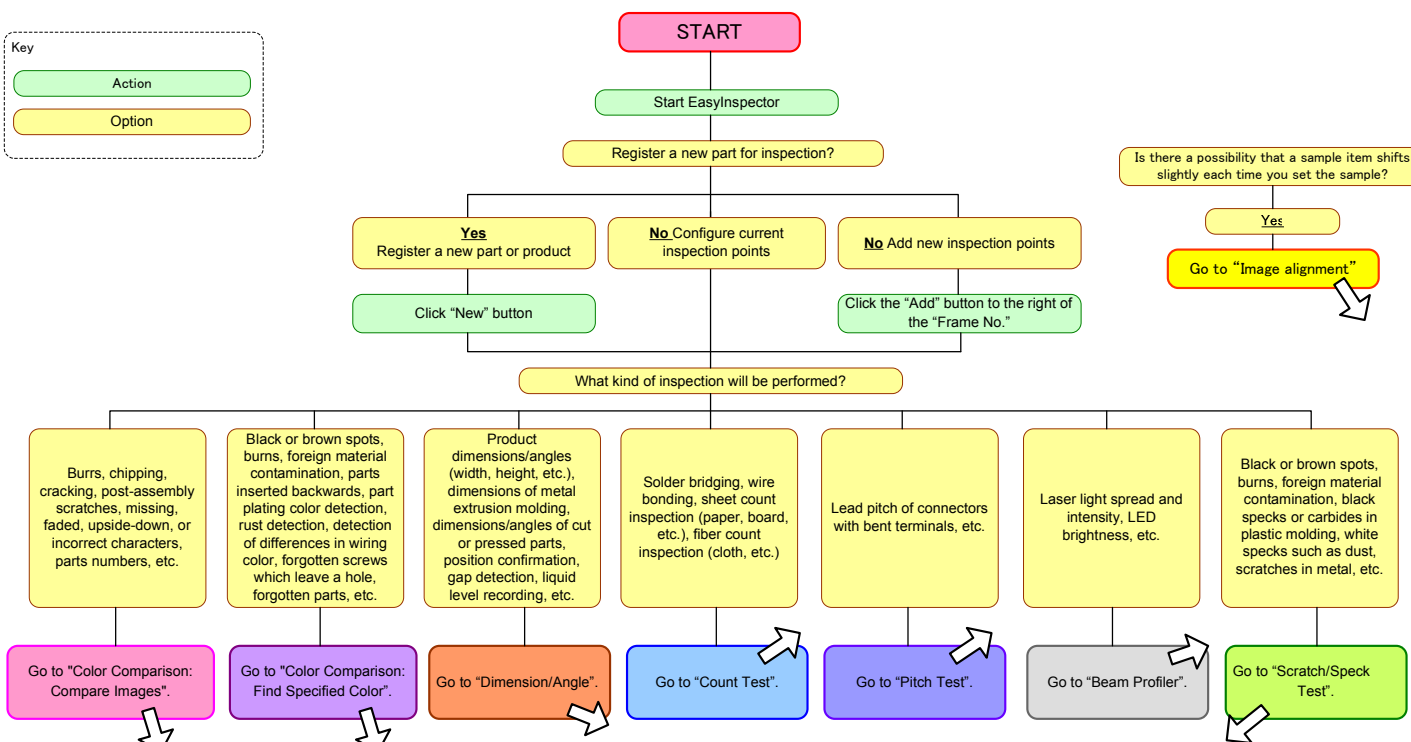 START
Key
Action
Option
Start EasyInspector
Register a new part for inspection?
Is there a possibility that a sample item shifts
slightly each time you set the sample?
Yes
Go to “Image alignment”
Yes
Register a new part or product
No Configure current
inspection points
No Add new inspection points
Click “New” button
Click the “Add” button to the right of
the “Frame No.”
What kind of inspection will be performed?
Burrs, chipping,
cracking, post-assembly
scratches, missing,
faded, upside-down, or
incorrect characters,
parts numbers, etc.
Black or brown spots,
burns, foreign material
contamination, parts
inserted backwards, part
plating color detection,
rust detection, detection
of differences in wiring
color, forgotten screws
which leave a hole,
forgotten parts, etc.
Product
dimensions/angles
(width, height, etc.),
dimensions of metal
extrusion molding,
dimensions/angles of cut
or pressed parts,
position confirmation,
gap detection, liquid
level recording, etc.
Solder bridging, wire
bonding, sheet count
inspection (paper, board,
etc.), fiber count
inspection (cloth, etc.)
Lead pitch of connectors
with bent terminals, etc.
Laser light spread and
intensity, LED
brightness, etc.
Black or brown spots,
burns, foreign material
contamination, black
specks or carbides in
plastic molding, white
specks such as dust,
scratches in metal, etc.
Go to "Color Comparison:
Compare Images".
Go to "Color Comparison:
Find Specified Color”.
Go to “Dimension/Angle”.
Go to “Count Test”.
Go to “Pitch Test”.
Go to “Beam Profiler”.
Go to “Scratch/Speck
Test”.